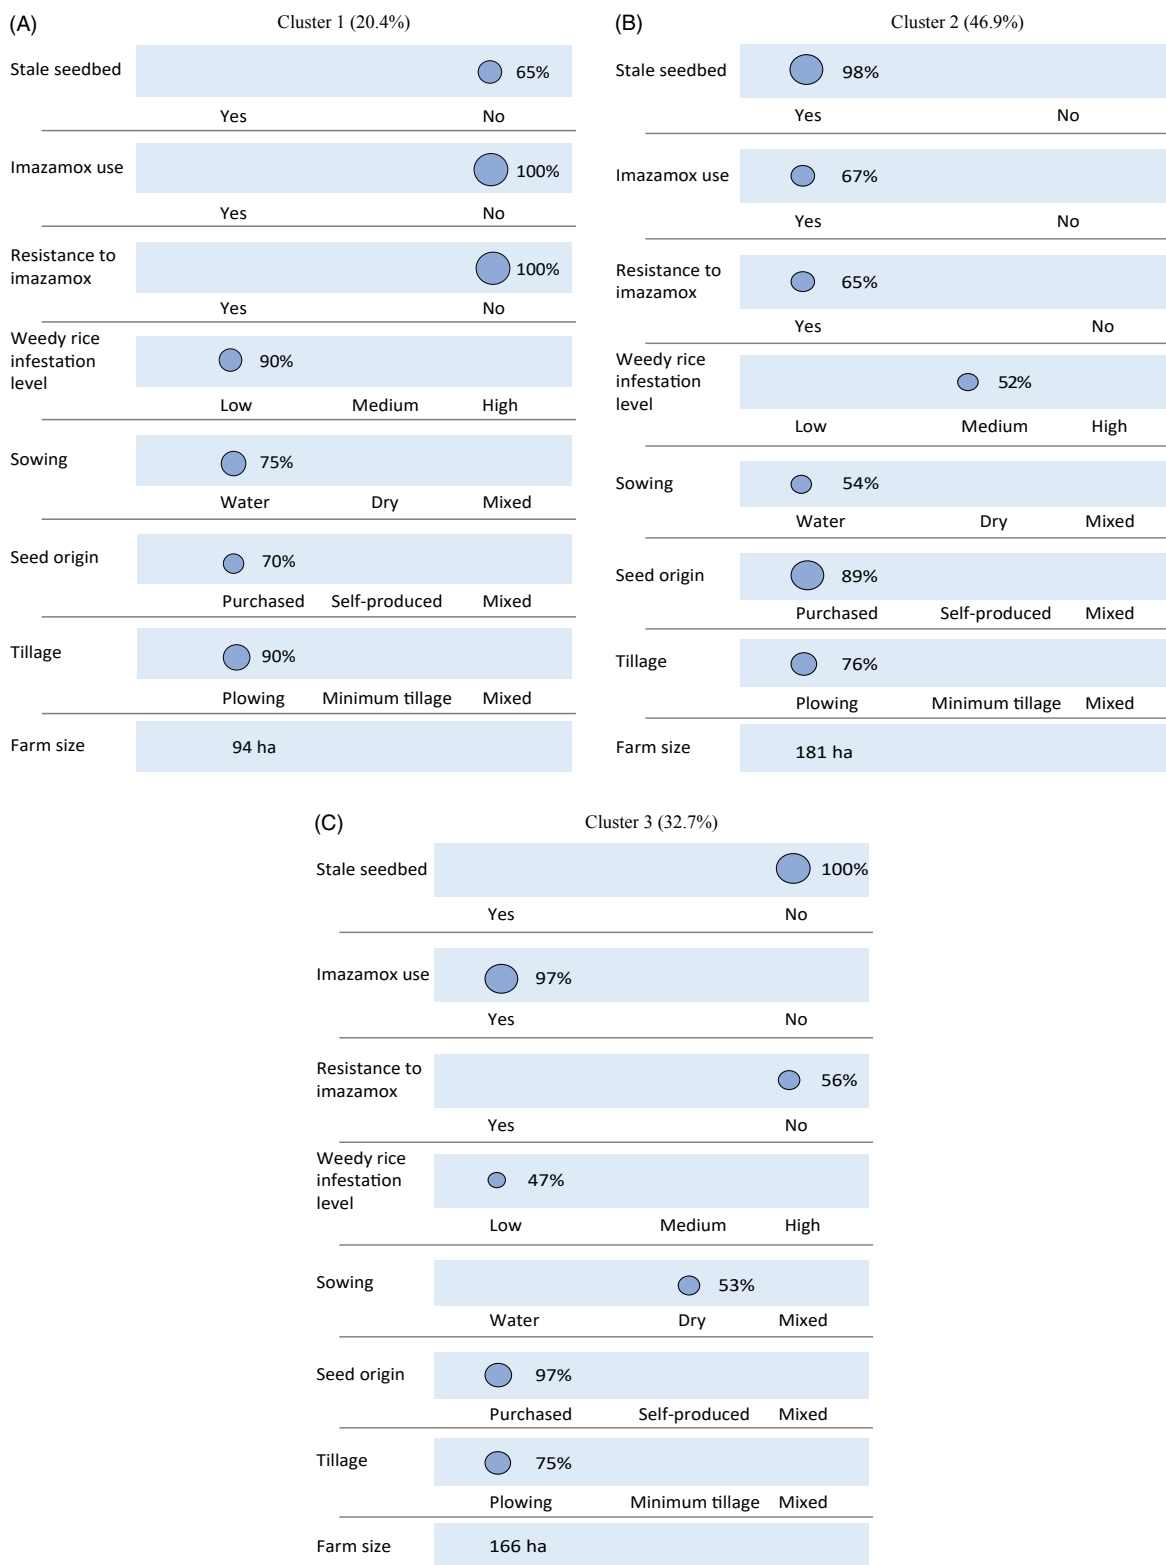 (A) Cluster 1 (20.4%)
Stale seedbed 65%
Yes No
Imazamox use 100%
Yes No
Resistance to
imazamox 100%
Yes No
Weedy rice
infestation
level 90%
Low Medium High
Sowing 75%
Water Dry Mixed
Seed origin 70%
Purchased Self-produced Mixed
Tillage 90%
Plowing Minimum tillage Mixed
Farm size 94 ha
(B) Cluster 2 (46.9%)
Stale seedbed 98%
Yes No
Imazamox use 67%
Yes No
Resistance to
imazamox 65%
Yes No
Weedy rice
infestation
level 52%
Low Medium High
Sowing 54%
Water Dry Mixed
Seed origin 89%
Purchased Self-produced Mixed
Tillage 76%
Plowing Minimum tillage Mixed
Farm size 181 ha
(C) Cluster 3 (32.7%)
Stale seedbed 100%
Yes No
Imazamox use 97%
Yes No
Resistance to
imazamox 56%
Yes No
Weedy rice
infestation
level 47%
Low Medium High
Sowing 53%
Water Dry Mixed
Seed origin 97%
Purchased Self-produced Mixed
Tillage 75%
Plowing Minimum tillage Mixed
Farm size 166 ha